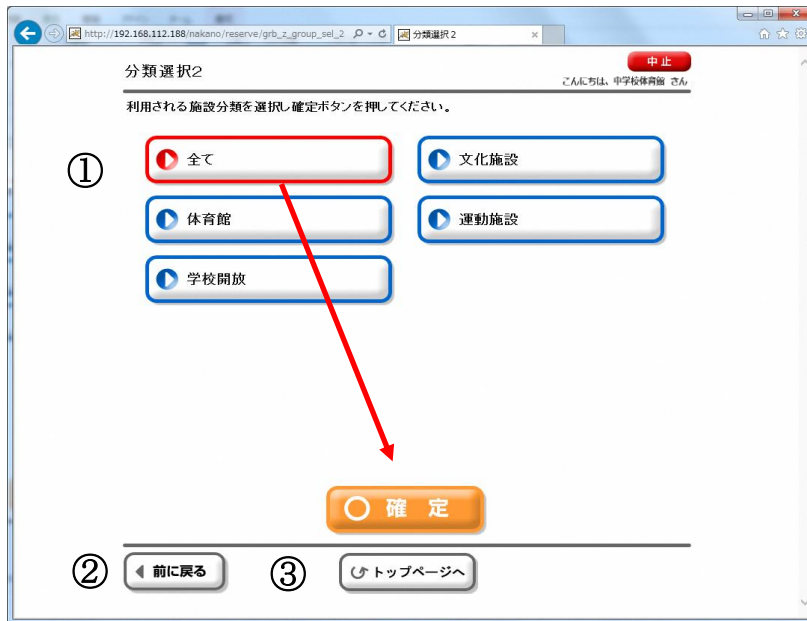 http://192.168.112.188/nakano/reserve/grb_z_group_sel_2
分類選択2
分類選択2
中止
こんにちは、中学校体育館 さん
利用される施設分類を選択し確定ボタンを押してください。
①
全て
文化施設
体育館
運動施設
学校開放
確 定
②
前に戻る
③
トップページへ